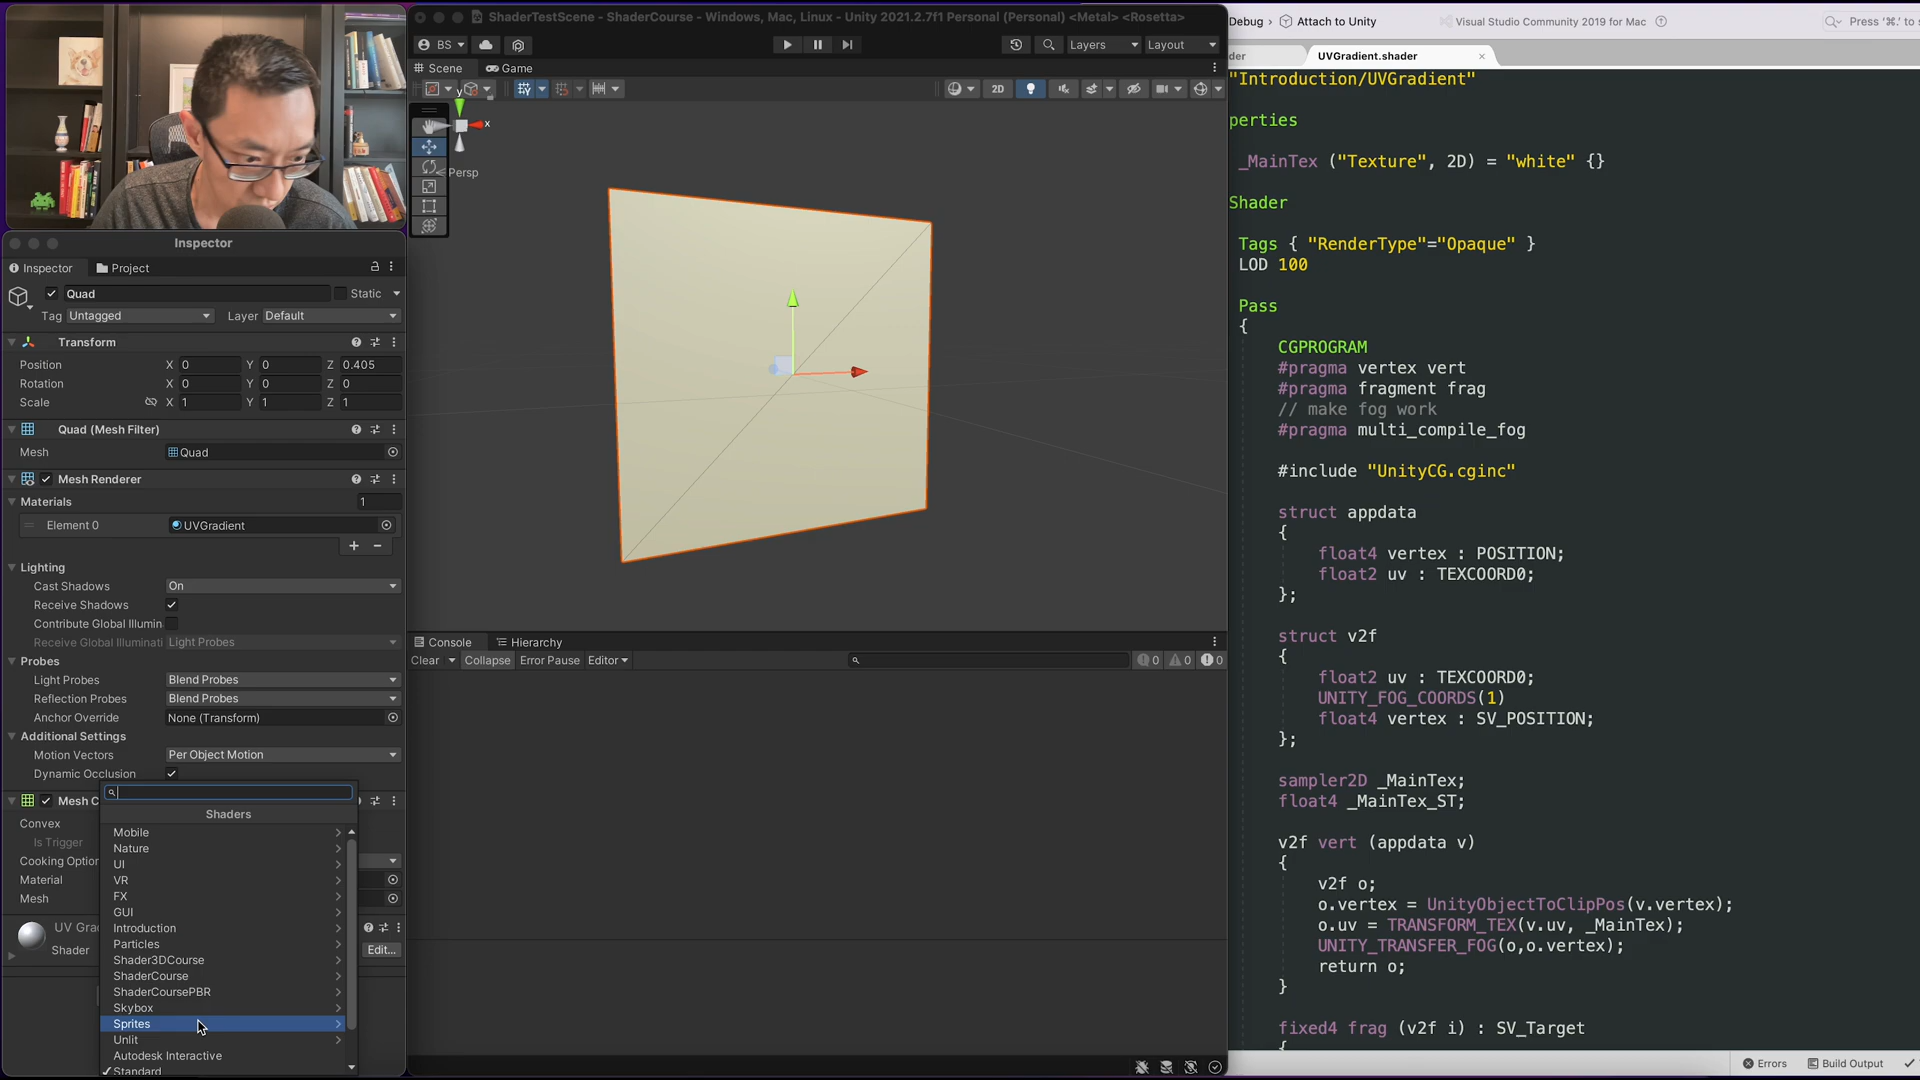 ShaderTestScene - ShaderCourse - Windows, Mac, Linux - Unity 2021.2.7f1 Personal (Personal) <Metal> <Rosetta>
BS
Layers
Layout
Scene
Game
2D
y
x
Persp
Inspector
Inspector
Project
Quad
Static
Tag
Untagged
Layer
Default
Transform
Position X 0 Y 0 Z 0.405
Rotation X 0 Y 0 Z 0
Scale X 1 Y 1 Z 1
Quad (Mesh Filter)
Mesh
Quad
Mesh Renderer
Materials
1
Element 0
UVGradient
+ −
Lighting
Cast Shadows
On
Receive Shadows
Contribute Global Illumin
Receive Global Illuminati
Light Probes
Probes
Light Probes
Blend Probes
Reflection Probes
Blend Probes
Anchor Override
None (Transform)
Additional Settings
Motion Vectors
Per Object Motion
Dynamic Occlusion
Mesh C
Convex
Is Trigger
Cooking Option
Material
Mesh
UV Gra
Shader
Edit...
Shaders
Mobile
Nature
UI
VR
FX
GUI
Introduction
Particles
Shader3DCourse
ShaderCourse
ShaderCoursePBR
Skybox
Sprites
Unlit
Autodesk Interactive
Standard
Console
Hierarchy
Clear
Collapse
Error Pause
Editor
0
0
0
Debug › Attach to Unity
Visual Studio Community 2019 for Mac
Press '⌘.' to s
der
UVGradient.shader
"Introduction/UVGradient"
perties
_MainTex ("Texture", 2D) = "white" {}
Shader
Tags { "RenderType"="Opaque" }
LOD 100
Pass
{
CGPROGRAM
#pragma vertex vert
#pragma fragment frag
// make fog work
#pragma multi_compile_fog
#include "UnityCG.cginc"
struct appdata
{
float4 vertex : POSITION;
float2 uv : TEXCOORD0;
};
struct v2f
{
float2 uv : TEXCOORD0;
UNITY_FOG_COORDS(1)
float4 vertex : SV_POSITION;
};
sampler2D _MainTex;
float4 _MainTex_ST;
v2f vert (appdata v)
{
v2f o;
o.vertex = UnityObjectToClipPos(v.vertex);
o.uv = TRANSFORM_TEX(v.uv, _MainTex);
UNITY_TRANSFER_FOG(o,o.vertex);
return o;
}
fixed4 frag (v2f i) : SV_Target
{
Errors
Build Output